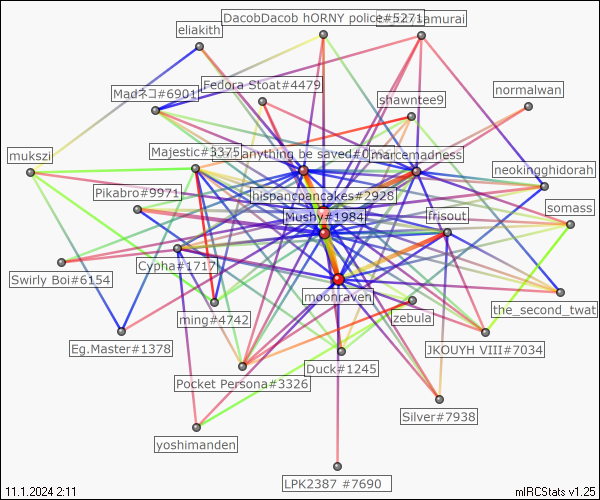 DacobDacob hORNY police#5271
samurai
eliakith
Fedora Stoat#4479
Madネコ#6901
shawntee9
normalwan
mukszi
Majestic#3375
anything be saved#0
marcemadness
neokingghidorah
Pikabro#9971
hispancpancakes#2928
Mushy#1984
frisout
somass
Swirly Boi#6154
Cypha#1717
moonraven
the_second_twat
ming#4742
zebula
Eg.Master#1378
JKOUYH VIII#7034
Duck#1245
Pocket Persona#3326
Silver#7938
yoshimanden
LPK2387 #7690
11.1.2024 2:11
mIRCStats v1.25